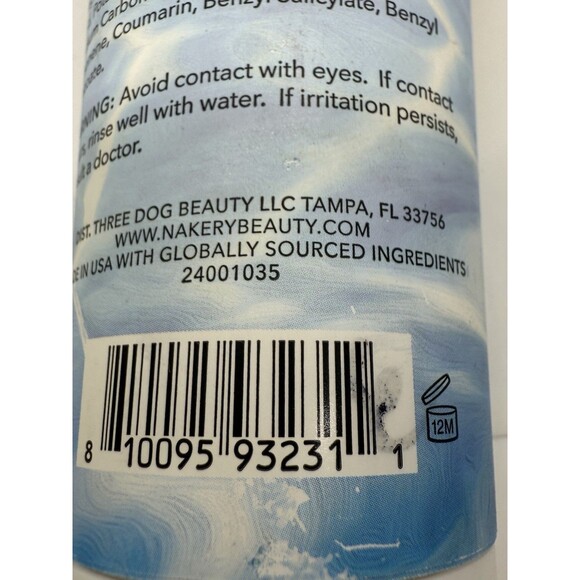 Carbon
Coumarin, Benzyl Salicylate, Benzyl
WARNING: Avoid contact with eyes. If contact
rinse well with water. If irritation persists,
a doctor.
DIST. THREE DOG BEAUTY LLC TAMPA, FL 33756
WWW.NAKERYBEAUTY.COM
IN USA WITH GLOBALLY SOURCED INGREDIENTS
24001035
8 10095 93231 1
12M